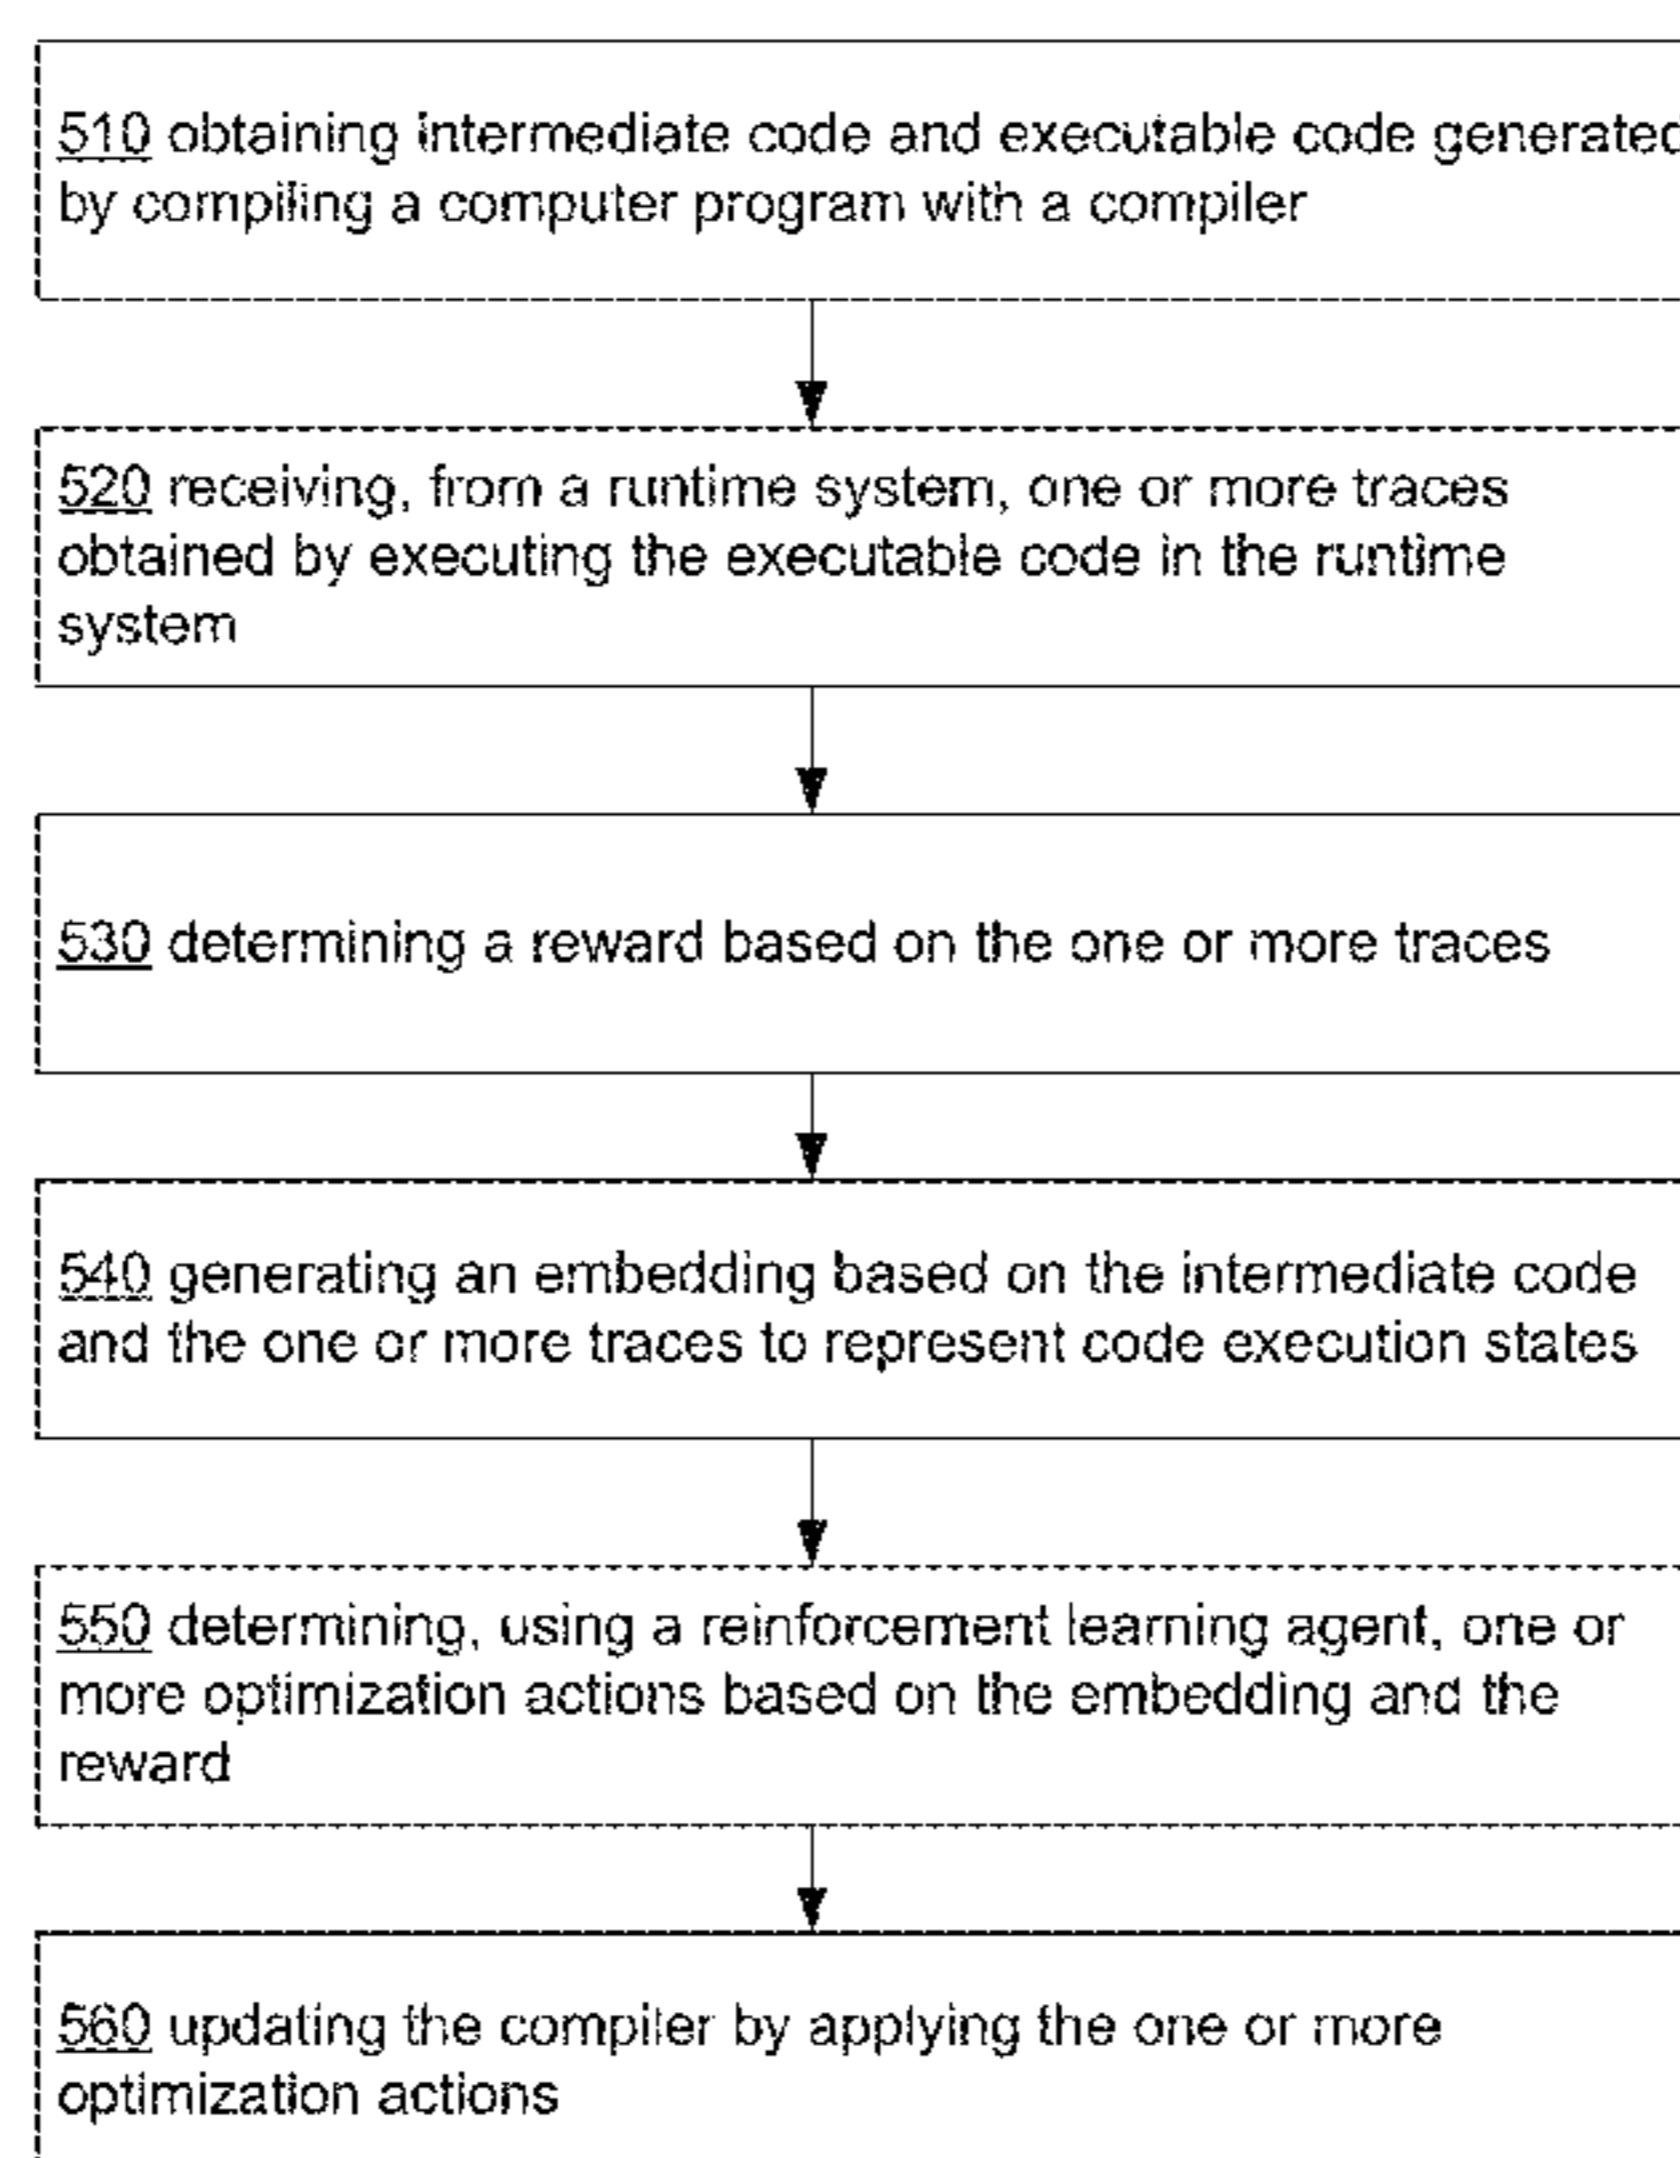 510 obtaining intermediate code and executable code generated
by compiling a computer program with a compiler
520 receiving, from a runtime system, one or more traces
obtained by executing the executable code in the runtime
system
530 determining a reward based on the one or more traces
540 generating an embedding based on the intermediate code
and the one or more traces to represent code execution states
550 determining, using a reinforcement learning agent, one or
more optimization actions based on the embedding and the
reward
560 updating the compiler by applying the one or more
optimization actions